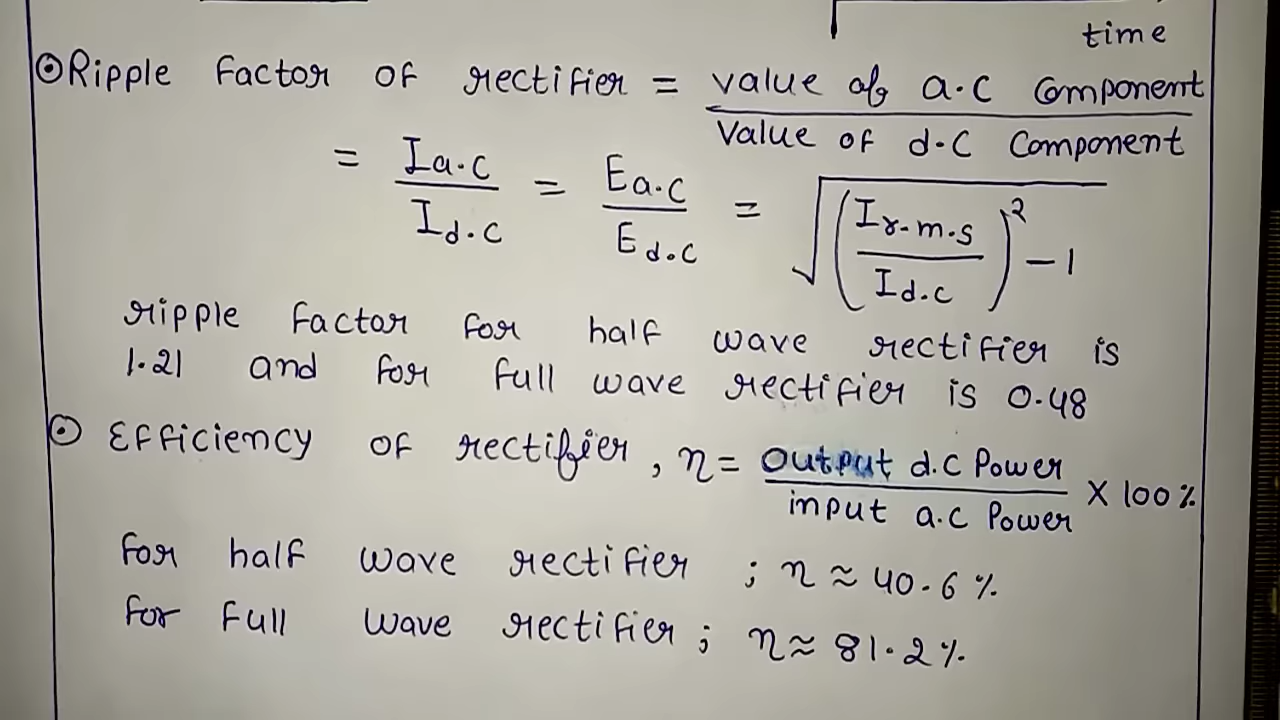 time
⊙ Ripple factor of rectifier = value of a.c component / value of d.c component
= Ia.c / Id.c = Ea.c / Ed.c = √((Ir.m.s / Id.c)² - 1)
ripple factor for half wave rectifier is
1.21 and for full wave rectifier is 0.48
⊙ Efficiency of rectifier, η = output d.c Power / input a.c Power × 100%
for half wave rectifier ; η ≈ 40.6 %
for full wave rectifier ; η ≈ 81.2 %.